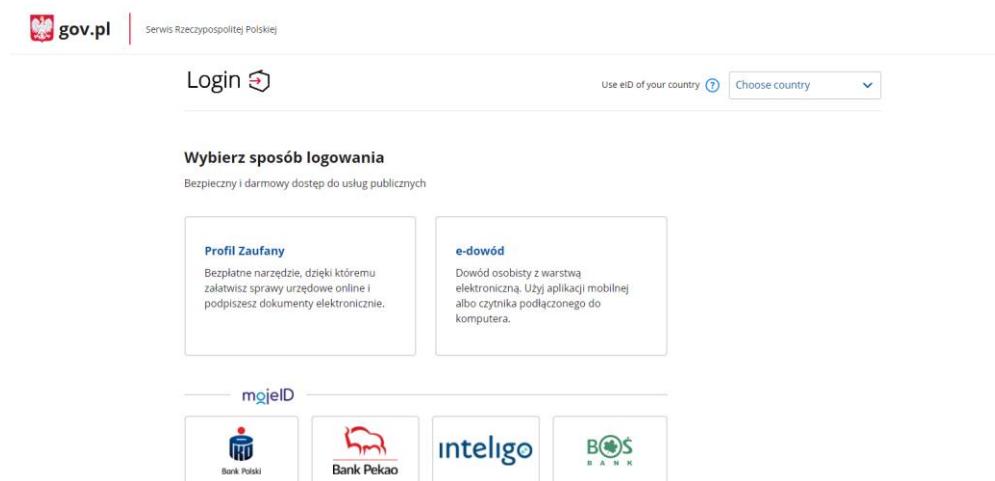 gov.pl
Serwis Rzeczypospolitej Polskiej
Login
Use eID of your country ?
Choose country
Wybierz sposób logowania
Bezpieczny i darmowy dostęp do usług publicznych
Profil Zaufany
Bezpłatne narzędzie, dzięki któremu
załatwisz sprawy urzędowe online i
podpiszesz dokumenty elektronicznie.
e-dowód
Dowód osobisty z warstwą
elektroniczną. Użyj aplikacji mobilnej
albo czytnika podłączonego do
komputera.
mojeID
Bank Polski
Bank Pekao
inteligo
BOŚ
BANK